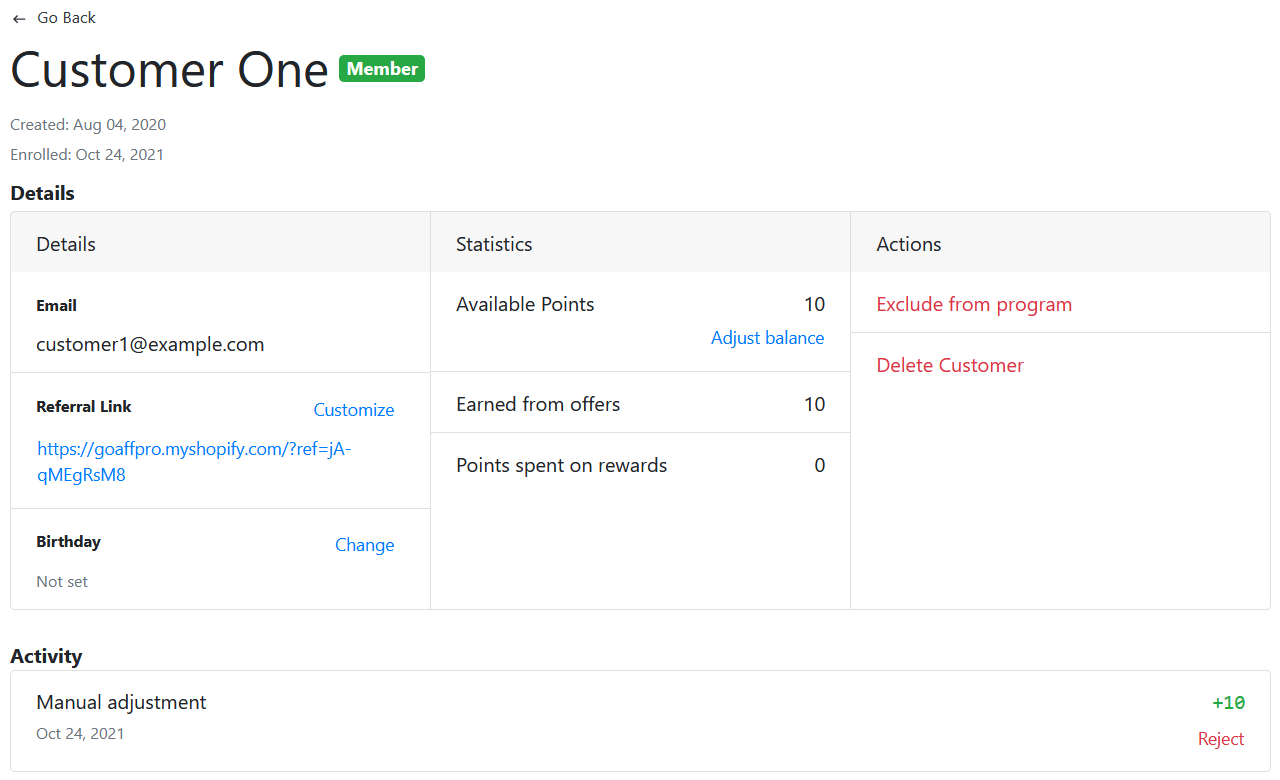 ← Go Back
Customer One Member
Created: Aug 04, 2020
Enrolled: Oct 24, 2021
Details
Details
Email
customer1@example.com
Referral Link Customize
https://goaffpro.myshopify.com/?ref=jA-
qMEgRsM8
Birthday Change
Not set
Statistics
Available Points 10
Adjust balance
Earned from offers 10
Points spent on rewards 0
Actions
Exclude from program
Delete Customer
Activity
Manual adjustment +10
Oct 24, 2021 Reject